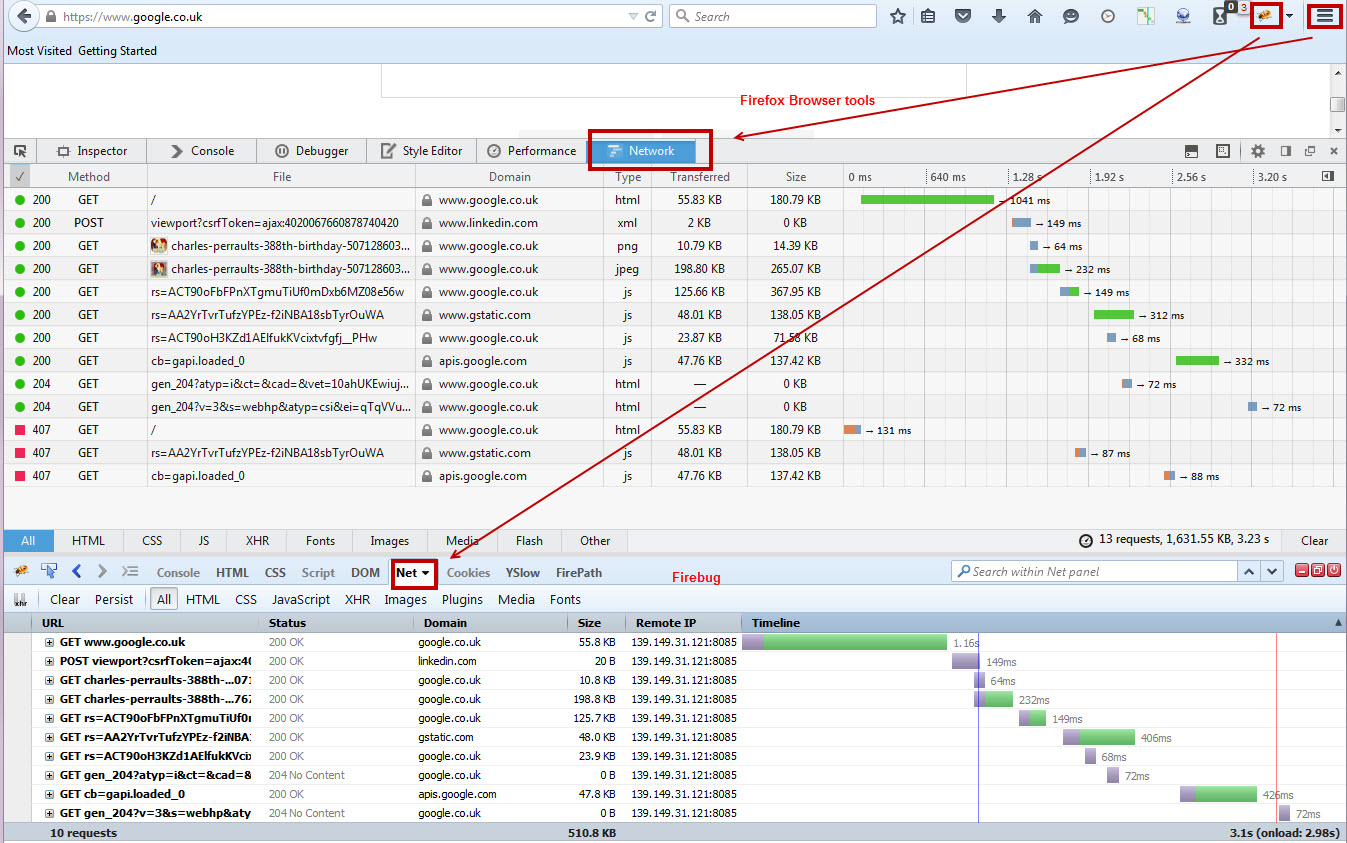 https://www.google.co.uk
Search
0
3
Most Visited Getting Started
Firefox Browser tools
Inspector Console Debugger Style Editor Performance Network
✓ Method File Domain Type Transferred Size 0 ms 640 ms 1.28 s 1.92 s 2.56 s 3.20 s
200 GET / www.google.co.uk html 55.83 KB 180.79 KB → 1041 ms
200 POST viewport?csrfToken=ajax:4020067660878740420 www.linkedin.com xml 2 KB 0 KB → 149 ms
200 GET charles-perraults-388th-birthday-507128603... www.google.co.uk png 10.79 KB 14.39 KB → 64 ms
200 GET charles-perraults-388th-birthday-507128603... www.google.co.uk jpeg 198.80 KB 265.07 KB → 232 ms
200 GET rs=ACT90oFbFPnXTgmuTiUf0mDxb6MZ08e56w www.google.co.uk js 125.66 KB 367.95 KB → 149 ms
200 GET rs=AA2YrTvrTufzYPEz-f2iNBA18sbTyrOuWA www.gstatic.com js 48.01 KB 138.05 KB → 312 ms
200 GET rs=ACT90oH3KZd1AElfukKVcixtvfgfj__PHw www.google.co.uk js 23.87 KB 71.58 KB → 68 ms
200 GET cb=gapi.loaded_0 apis.google.com js 47.76 KB 137.42 KB → 332 ms
204 GET gen_204?atyp=i&ct=&cad=&vet=10ahUKEwiuj... www.google.co.uk html — 0 KB → 72 ms
204 GET gen_204?v=3&s=webhp&atyp=csi&ei=qTqVVu... www.google.co.uk html — 0 KB → 72 ms
407 GET / www.google.co.uk html 55.83 KB 180.79 KB → 131 ms
407 GET rs=AA2YrTvrTufzYPEz-f2iNBA18sbTyrOuWA www.gstatic.com js 48.01 KB 138.05 KB → 87 ms
407 GET cb=gapi.loaded_0 apis.google.com js 47.76 KB 137.42 KB → 88 ms
All HTML CSS JS XHR Fonts Images Media Flash Other 13 requests, 1,631.55 KB, 3.23 s Clear
Console HTML CSS Script DOM Net Cookies YSlow FirePath Firebug Search within Net panel
xhr Clear Persist All HTML CSS JavaScript XHR Images Plugins Media Fonts
URL Status Domain Size Remote IP Timeline
GET www.google.co.uk 200 OK google.co.uk 55.8 KB 139.149.31.121:8085 1.16s
POST viewport?csrfToken=ajax:40 200 OK linkedin.com 20 B 139.149.31.121:8085 149ms
GET charles-perraults-388th-...071 200 OK google.co.uk 10.8 KB 139.149.31.121:8085 64ms
GET charles-perraults-388th-...767 200 OK google.co.uk 198.8 KB 139.149.31.121:8085 232ms
GET rs=ACT90oFbFPnXTgmuTiUf0m 200 OK google.co.uk 125.7 KB 139.149.31.121:8085 149ms
GET rs=AA2YrTvrTufzYPEz-f2iNBA 200 OK gstatic.com 48.0 KB 139.149.31.121:8085 406ms
GET rs=ACT90oH3KZd1AElfukKVci 200 OK google.co.uk 23.9 KB 139.149.31.121:8085 68ms
GET gen_204?atyp=i&ct=&cad=& 204 No Content google.co.uk 0 B 139.149.31.121:8085 72ms
GET cb=gapi.loaded_0 200 OK apis.google.com 47.8 KB 139.149.31.121:8085 426ms
GET gen_204?v=3&s=webhp&aty 204 No Content google.co.uk 0 B 139.149.31.121:8085 72ms
10 requests 510.8 KB 3.1s (onload: 2.98s)